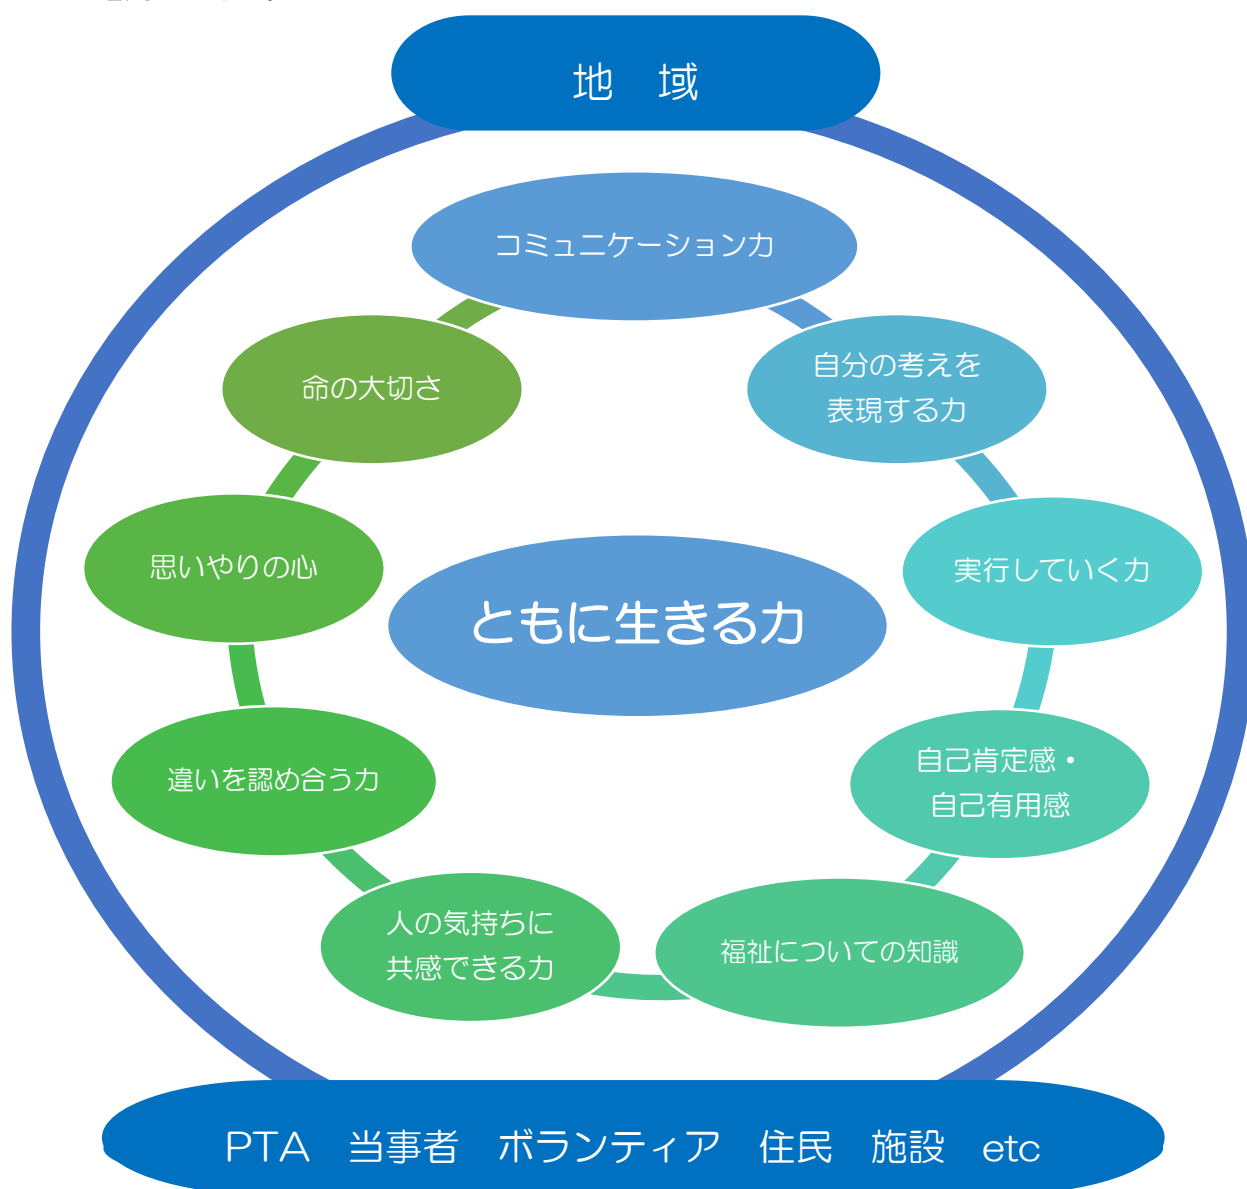 地　域
コミュニケーション力
命の大切さ
自分の考えを
表現する力
思いやりの心
実行していく力
ともに生きる力
違いを認め合う力
自己肯定感・
自己有用感
人の気持ちに
共感できる力
福祉についての知識
PTA　当事者　ボランティア　住民　施設　etc